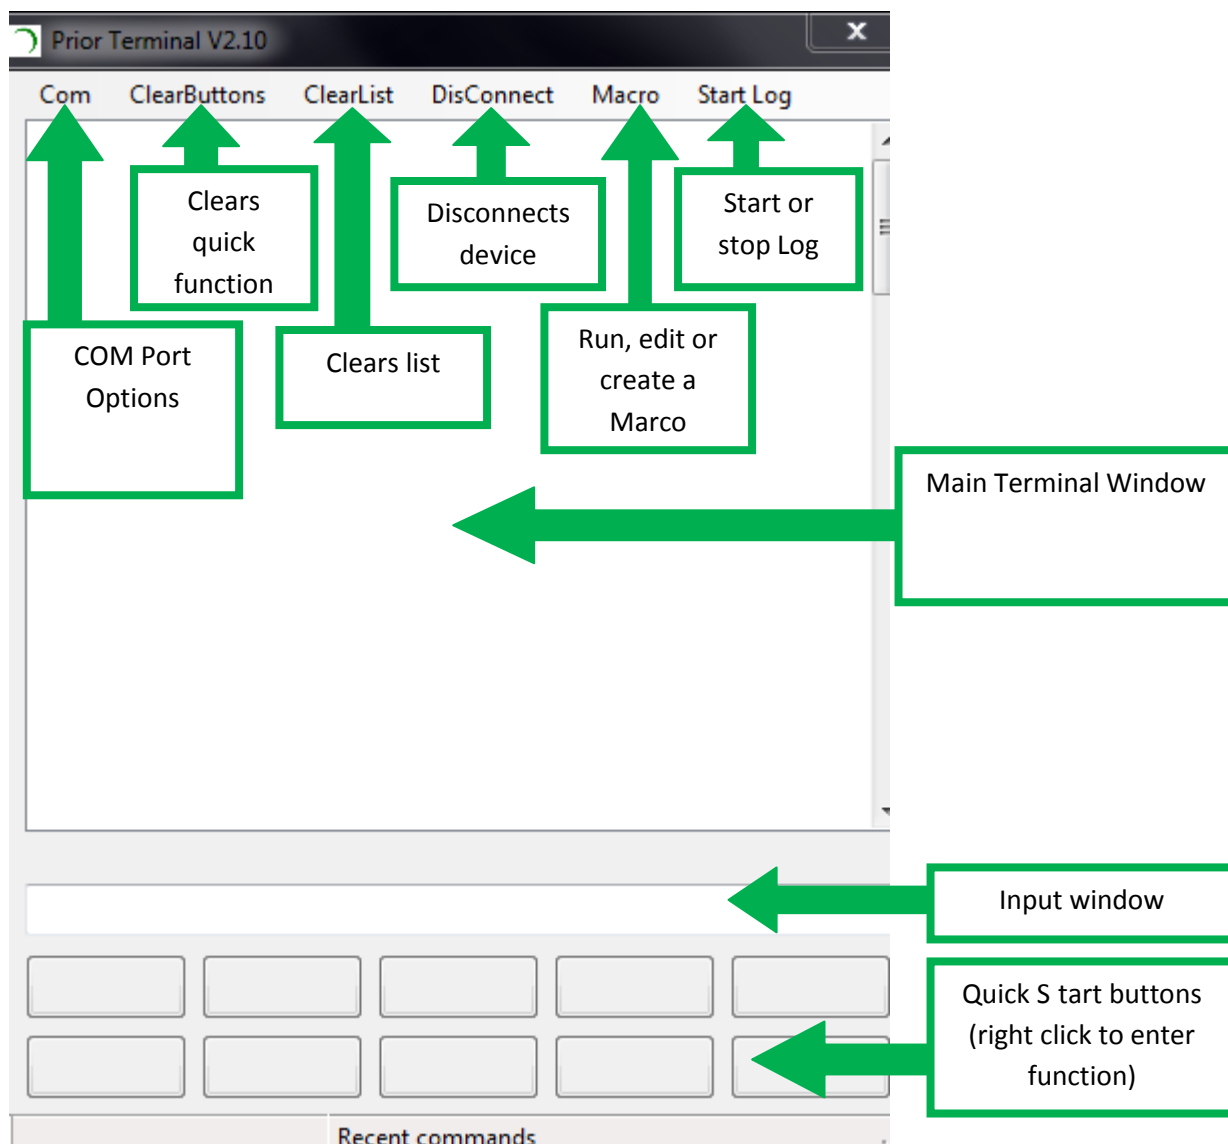 Prior Terminal V2.10
Com ClearButtons ClearList DisConnect Macro Start Log
Clears
quick
function
Disconnects
device
Start or
stop Log
COM Port
Options
Clears list
Run, edit or
create a
Marco
Main Terminal Window
Input window
Quick S tart buttons
(right click to enter
function)
Recent commands